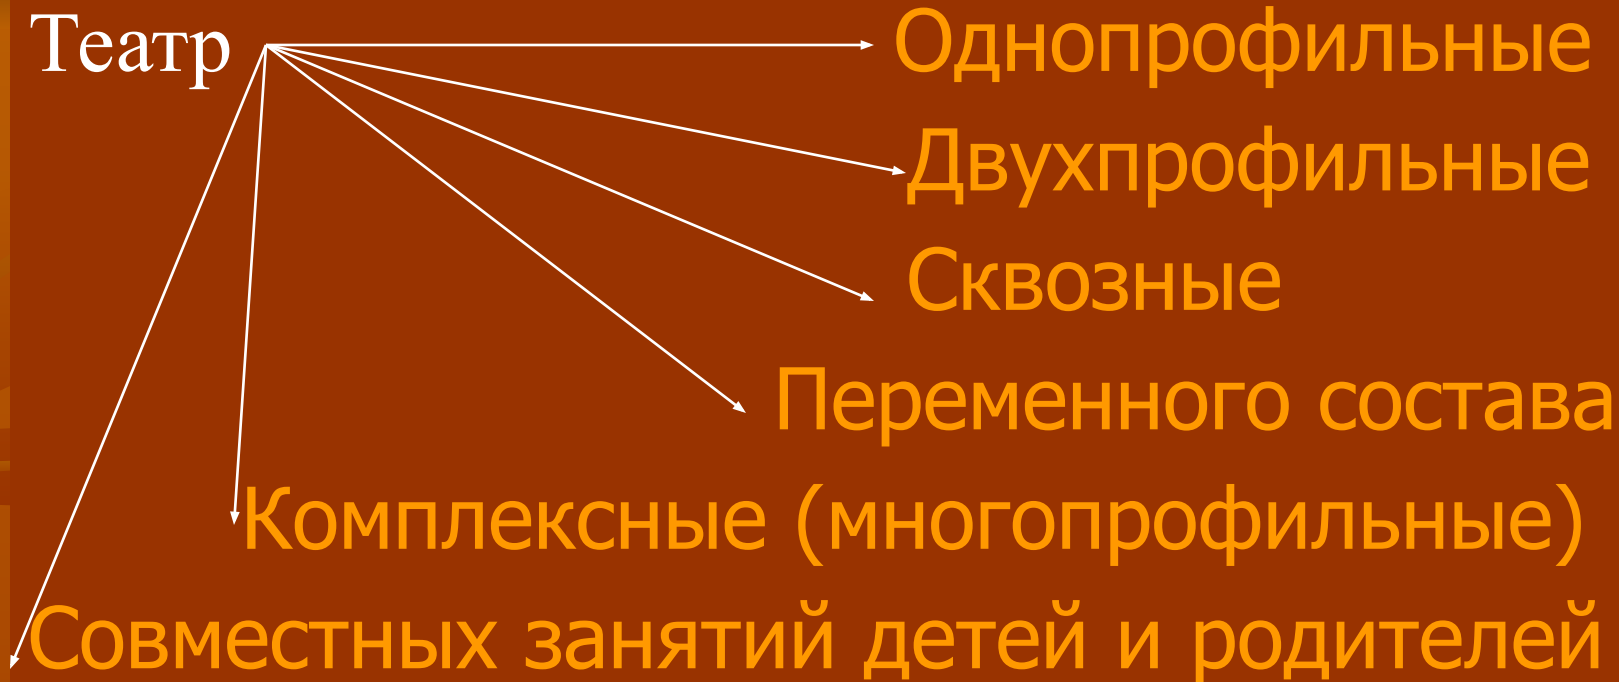 Театр
Однопрофильные
Двухпрофильные
Сквозные
Переменного состава
Комплексные (многопрофильные)
Совместных занятий детей и родителей